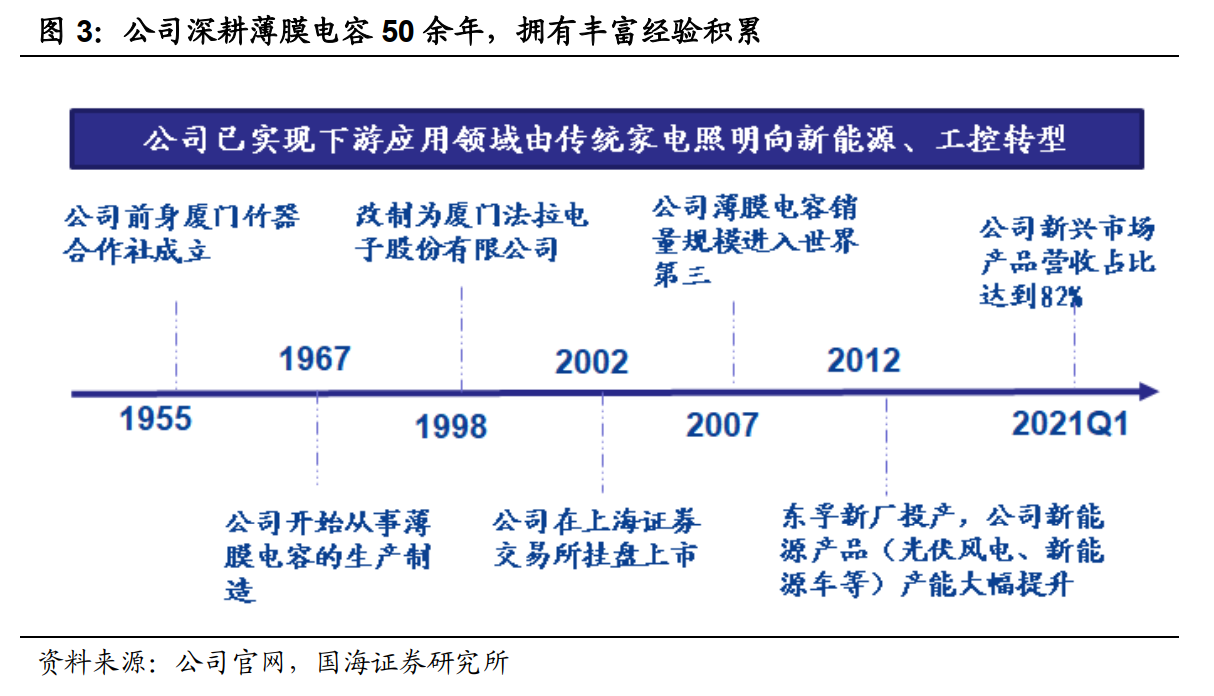 图 3：公司深耕薄膜电容 50 余年，拥有丰富经验积累
公司已实现下游应用领域由传统家电照明向新能源、工控转型
公司前身厦门竹器
合作社成立
改制为厦门法拉电
子股份有限公司
公司薄膜电容销
量规模进入世界
第三
公司新兴市场
产品营收占比
达到82%
1967
2002
2012
1955
1998
2007
2021Q1
公司开始从事薄
膜电容的生产制
造
公司在上海证券
交易所挂盘上市
东孚新厂投产，公司新能
源产品（光伏风电、新能
源车等）产能大幅提升
资料来源：公司官网，国海证券研究所